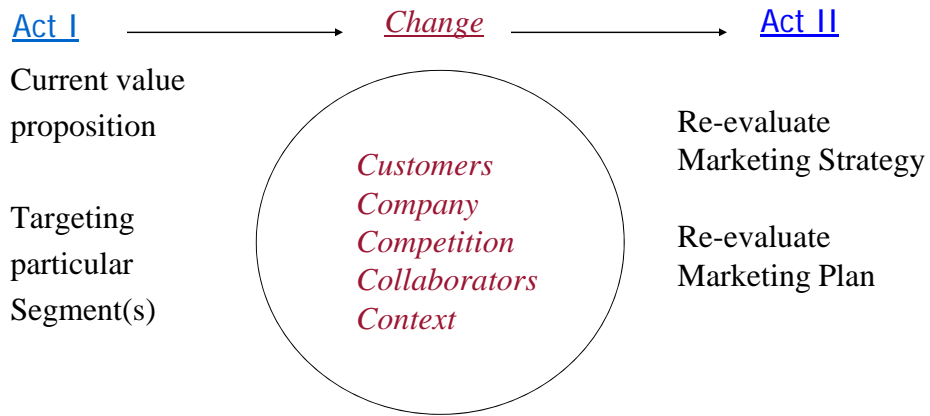 Act I
Change
Act II
Current value
proposition
Targeting
particular
Segment(s)
Customers
Company
Competition
Collaborators
Context
Re-evaluate
Marketing Strategy
Re-evaluate
Marketing Plan